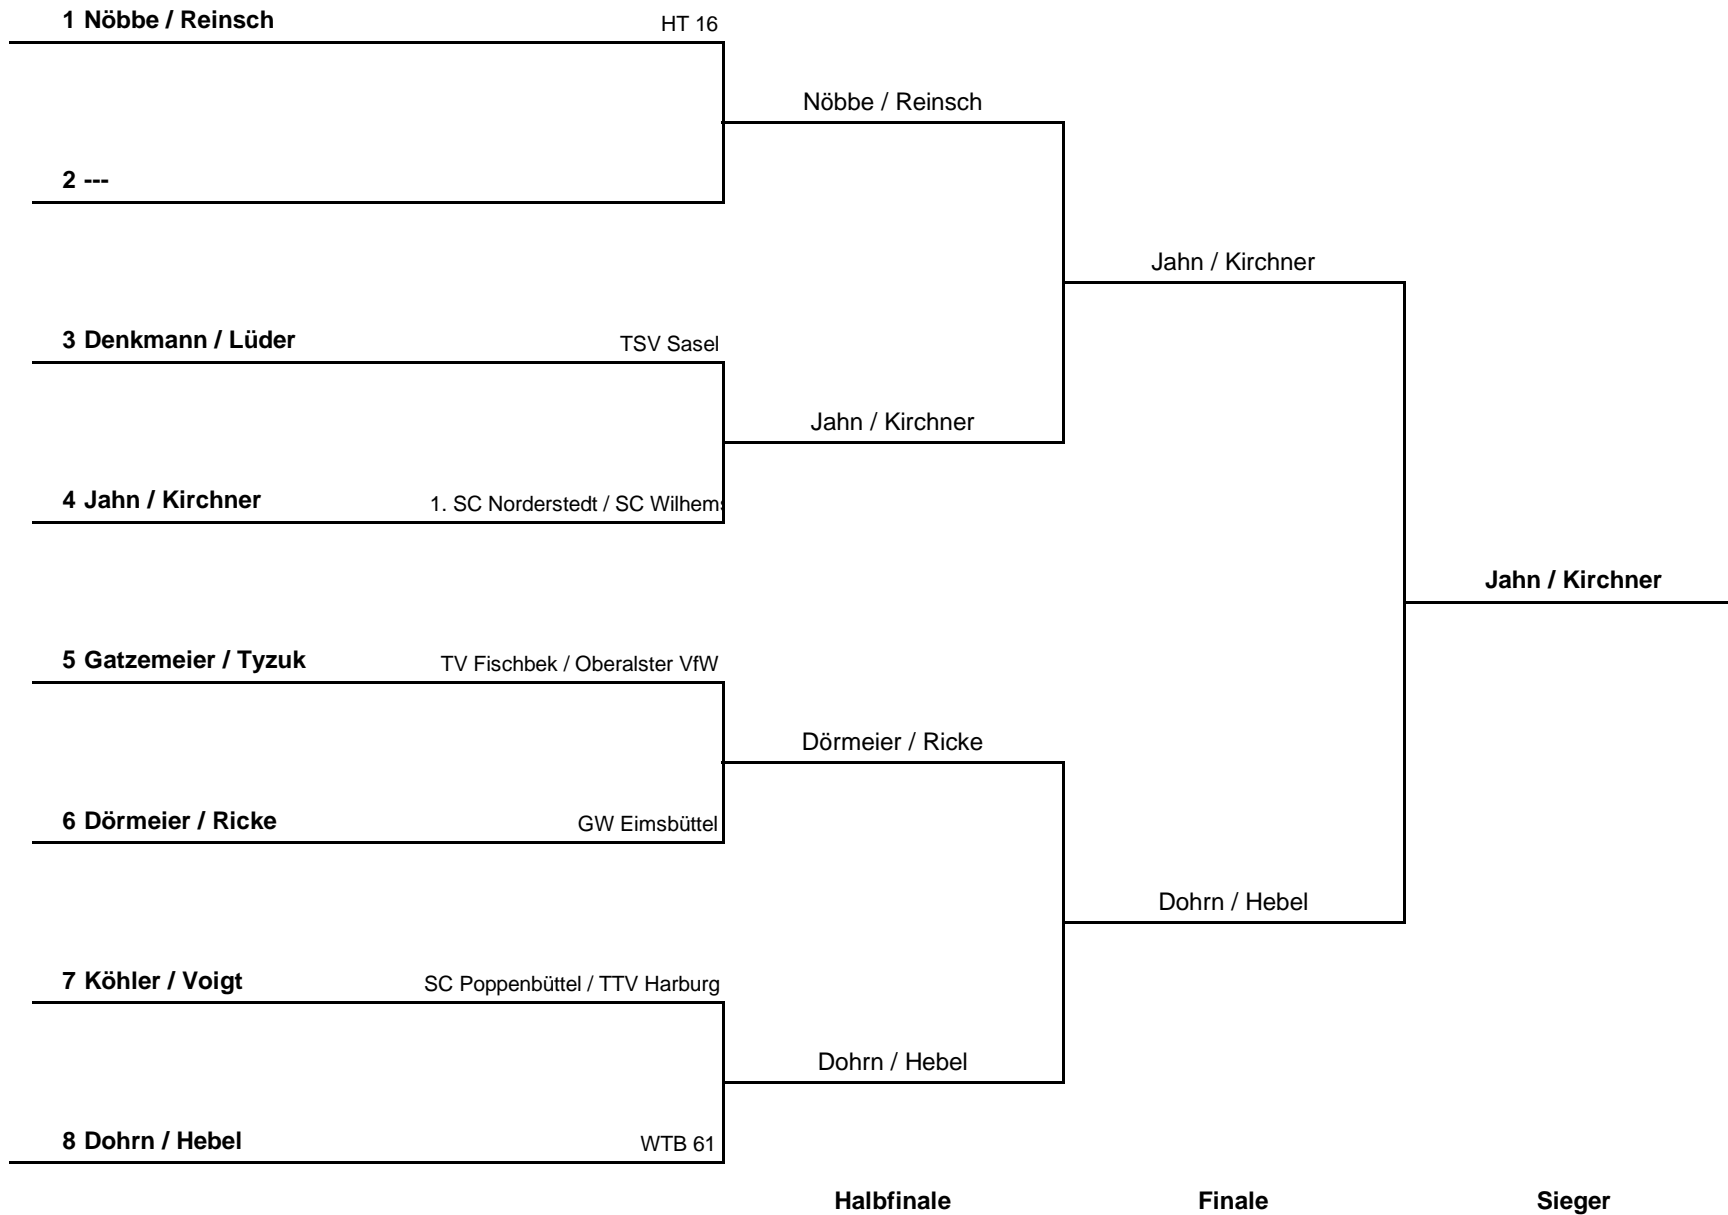 1 Nöbbe / Reinsch HT 16
Nöbbe / Reinsch
2 ---
Jahn / Kirchner
3 Denkmann / Lüder TSV Sasel
Jahn / Kirchner
4 Jahn / Kirchner 1. SC Norderstedt / SC Wilhems
Jahn / Kirchner
5 Gatzemeier / Tyzuk TV Fischbek / Oberalster VfW
Dörmeier / Ricke
6 Dörmeier / Ricke GW Eimsbüttel
Dohrn / Hebel
7 Köhler / Voigt SC Poppenbüttel / TTV Harburg
Dohrn / Hebel
8 Dohrn / Hebel WTB 61
Halbfinale Finale Sieger